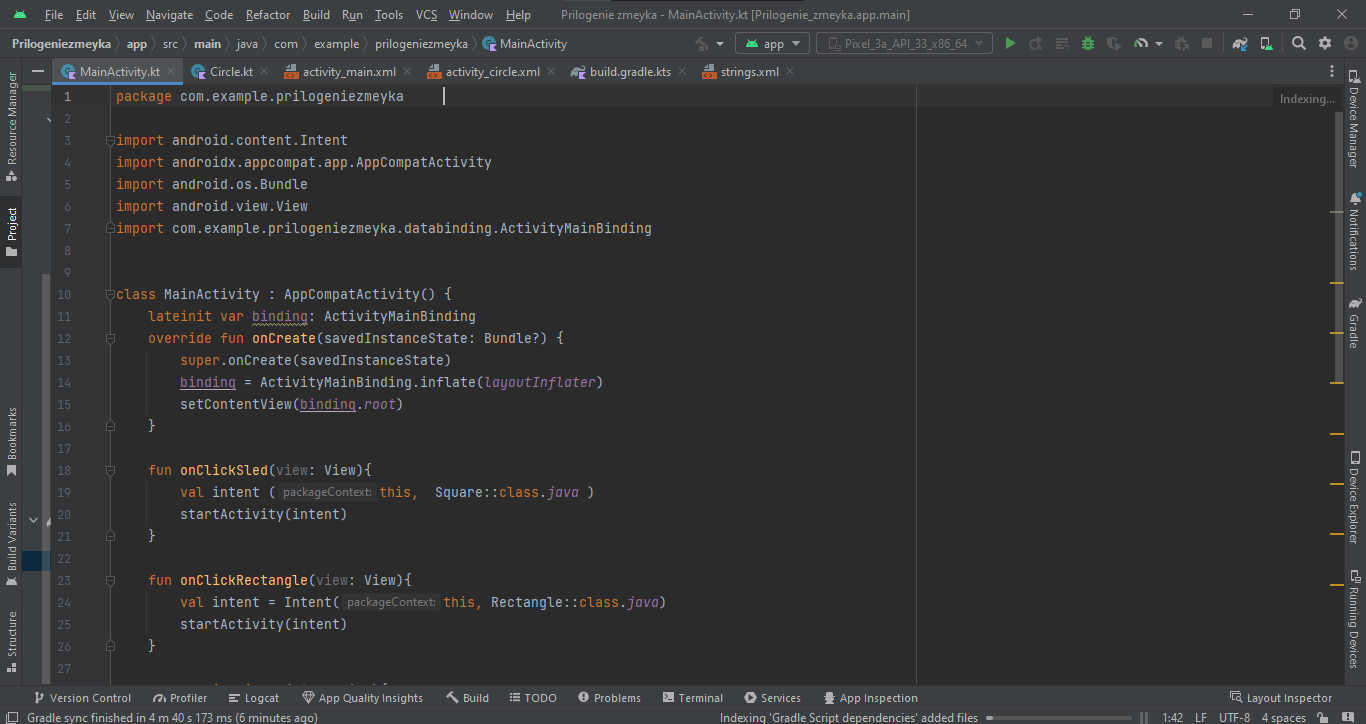 File Edit View Navigate Code Refactor Build Run Tools VCS Window Help Prilogenie zmeyka - MainActivity.kt [Prilogenie_zmeyka.app.main]
Prilogeniezmeyka app src main java com example prilogeniezmeyka MainActivity app Pixel_3a_API_33_x86_64
MainActivity.kt Circle.kt activity_main.xml activity_circle.xml build.gradle.kts strings.xml
Resource Manager
Project
Bookmarks
Build Variants
Structure
1 package com.example.prilogeniezmeyka
Indexing...
2
3 import android.content.Intent
4 import androidx.appcompat.app.AppCompatActivity
5 import android.os.Bundle
6 import android.view.View
7 import com.example.prilogeniezmeyka.databinding.ActivityMainBinding
8
9
10 class MainActivity : AppCompatActivity() {
11 lateinit var binding: ActivityMainBinding
12 override fun onCreate(savedInstanceState: Bundle?) {
13 super.onCreate(savedInstanceState)
14 binding = ActivityMainBinding.inflate(layoutInflater)
15 setContentView(binding.root)
16 }
17
18 fun onClickSled(view: View){
19 val intent ( packageContext: this, Square::class.java )
20 startActivity(intent)
21 }
22
23 fun onClickRectangle(view: View){
24 val intent = Intent( packageContext: this, Rectangle::class.java)
25 startActivity(intent)
26 }
27
Device Manager
Notifications
Gradle
Device Explorer
Running Devices
Version Control Profiler Logcat App Quality Insights Build TODO Problems Terminal Services App Inspection Layout Inspector
Gradle sync finished in 4 m 40 s 173 ms (6 minutes ago) Indexing 'Gradle Script dependencies' added files 1:42 LF UTF-8 4 spaces